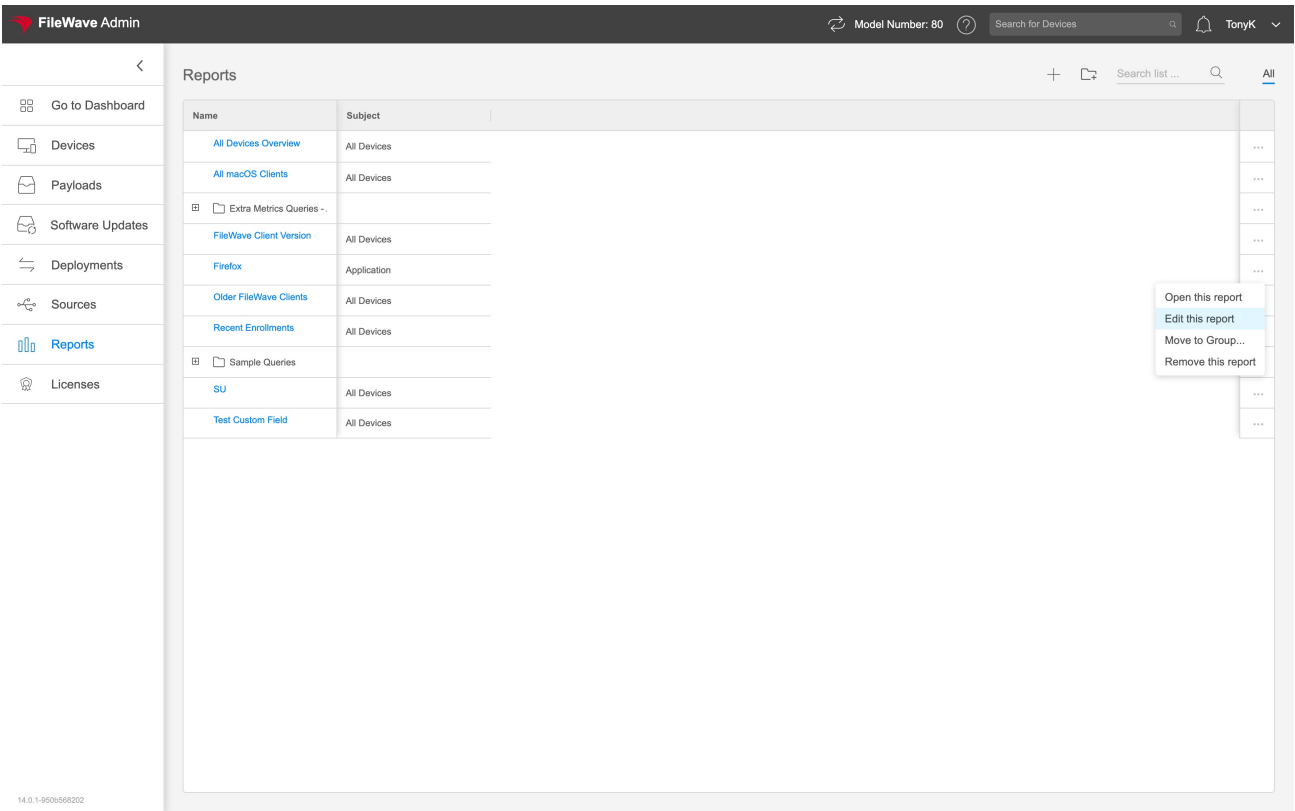 FileWave Admin
Model Number: 80
?
Search for Devices
TonyK
Go to Dashboard
Devices
Payloads
Software Updates
Deployments
Sources
Reports
Licenses
14.0.1-950b568202
Reports
Search list ...
All
Name Subject
All Devices Overview All Devices ...
All macOS Clients All Devices ...
Extra Metrics Queries - . ...
FileWave Client Version All Devices ...
Firefox Application ...
Older FileWave Clients All Devices
Recent Enrollments All Devices
Sample Queries
SU All Devices ...
Test Custom Field All Devices ...
Open this report
Edit this report
Move to Group...
Remove this report